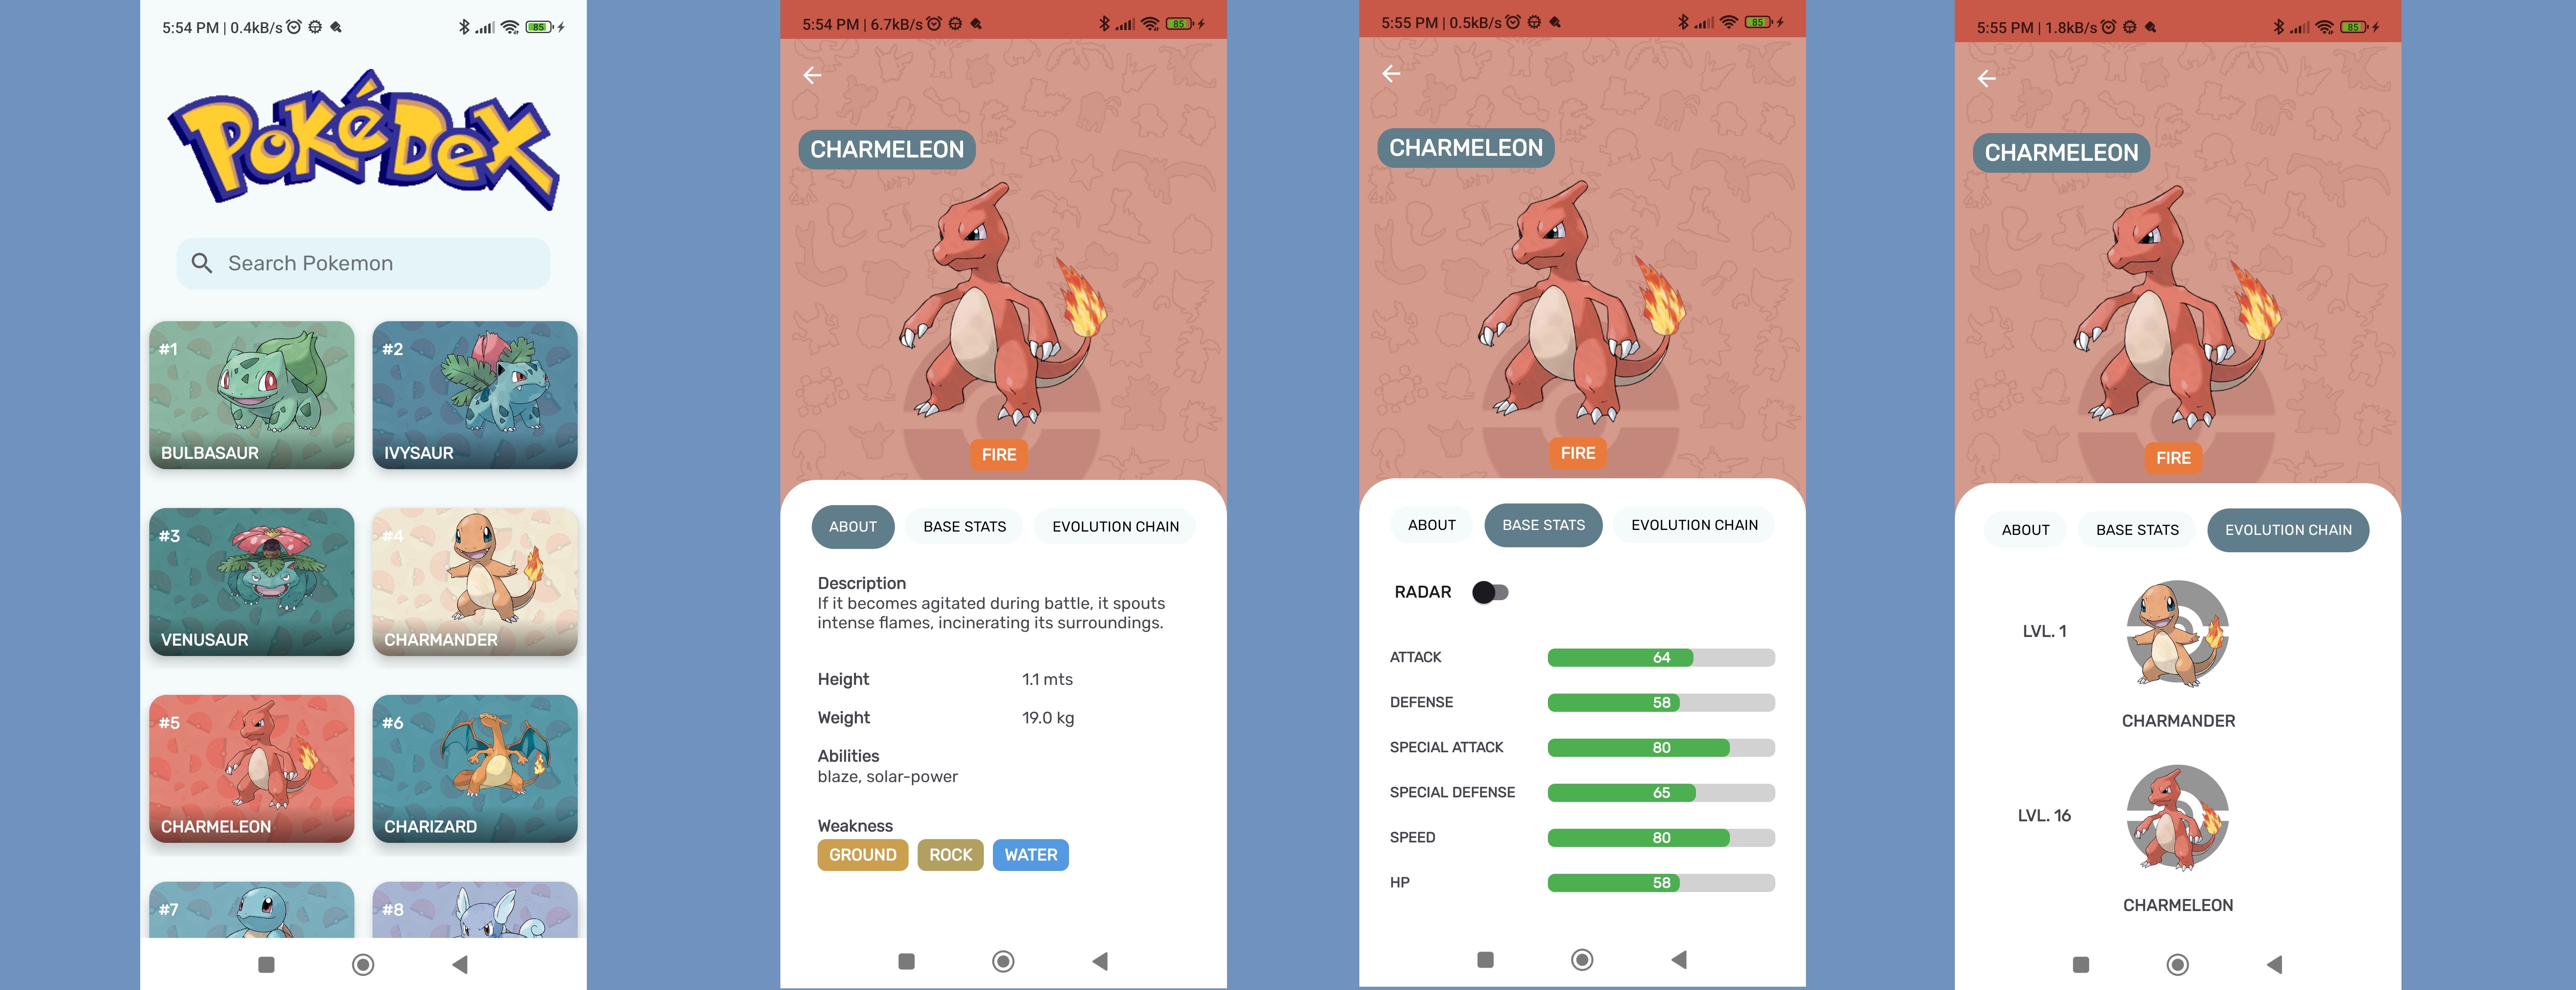 5:54 PM | 0.4kB/s
85
POKéDEX
Search Pokemon
#1
BULBASAUR
#2
IVYSAUR
#3
VENUSAUR
#4
CHARMANDER
#5
CHARMELEON
#6
CHARIZARD
#7
#8
5:54 PM | 6.7kB/s
85
CHARMELEON
FIRE
ABOUT
BASE STATS
EVOLUTION CHAIN
Description
If it becomes agitated during battle, it spouts
intense flames, incinerating its surroundings.
Height 1.1 mts
Weight 19.0 kg
Abilities
blaze, solar-power
Weakness
GROUND ROCK WATER
5:55 PM | 0.5kB/s
85
CHARMELEON
FIRE
ABOUT
BASE STATS
EVOLUTION CHAIN
RADAR
ATTACK 64
DEFENSE 58
SPECIAL ATTACK 80
SPECIAL DEFENSE 65
SPEED 80
HP 58
5:55 PM | 1.8kB/s
85
CHARMELEON
FIRE
ABOUT
BASE STATS
EVOLUTION CHAIN
LVL. 1
CHARMANDER
LVL. 16
CHARMELEON